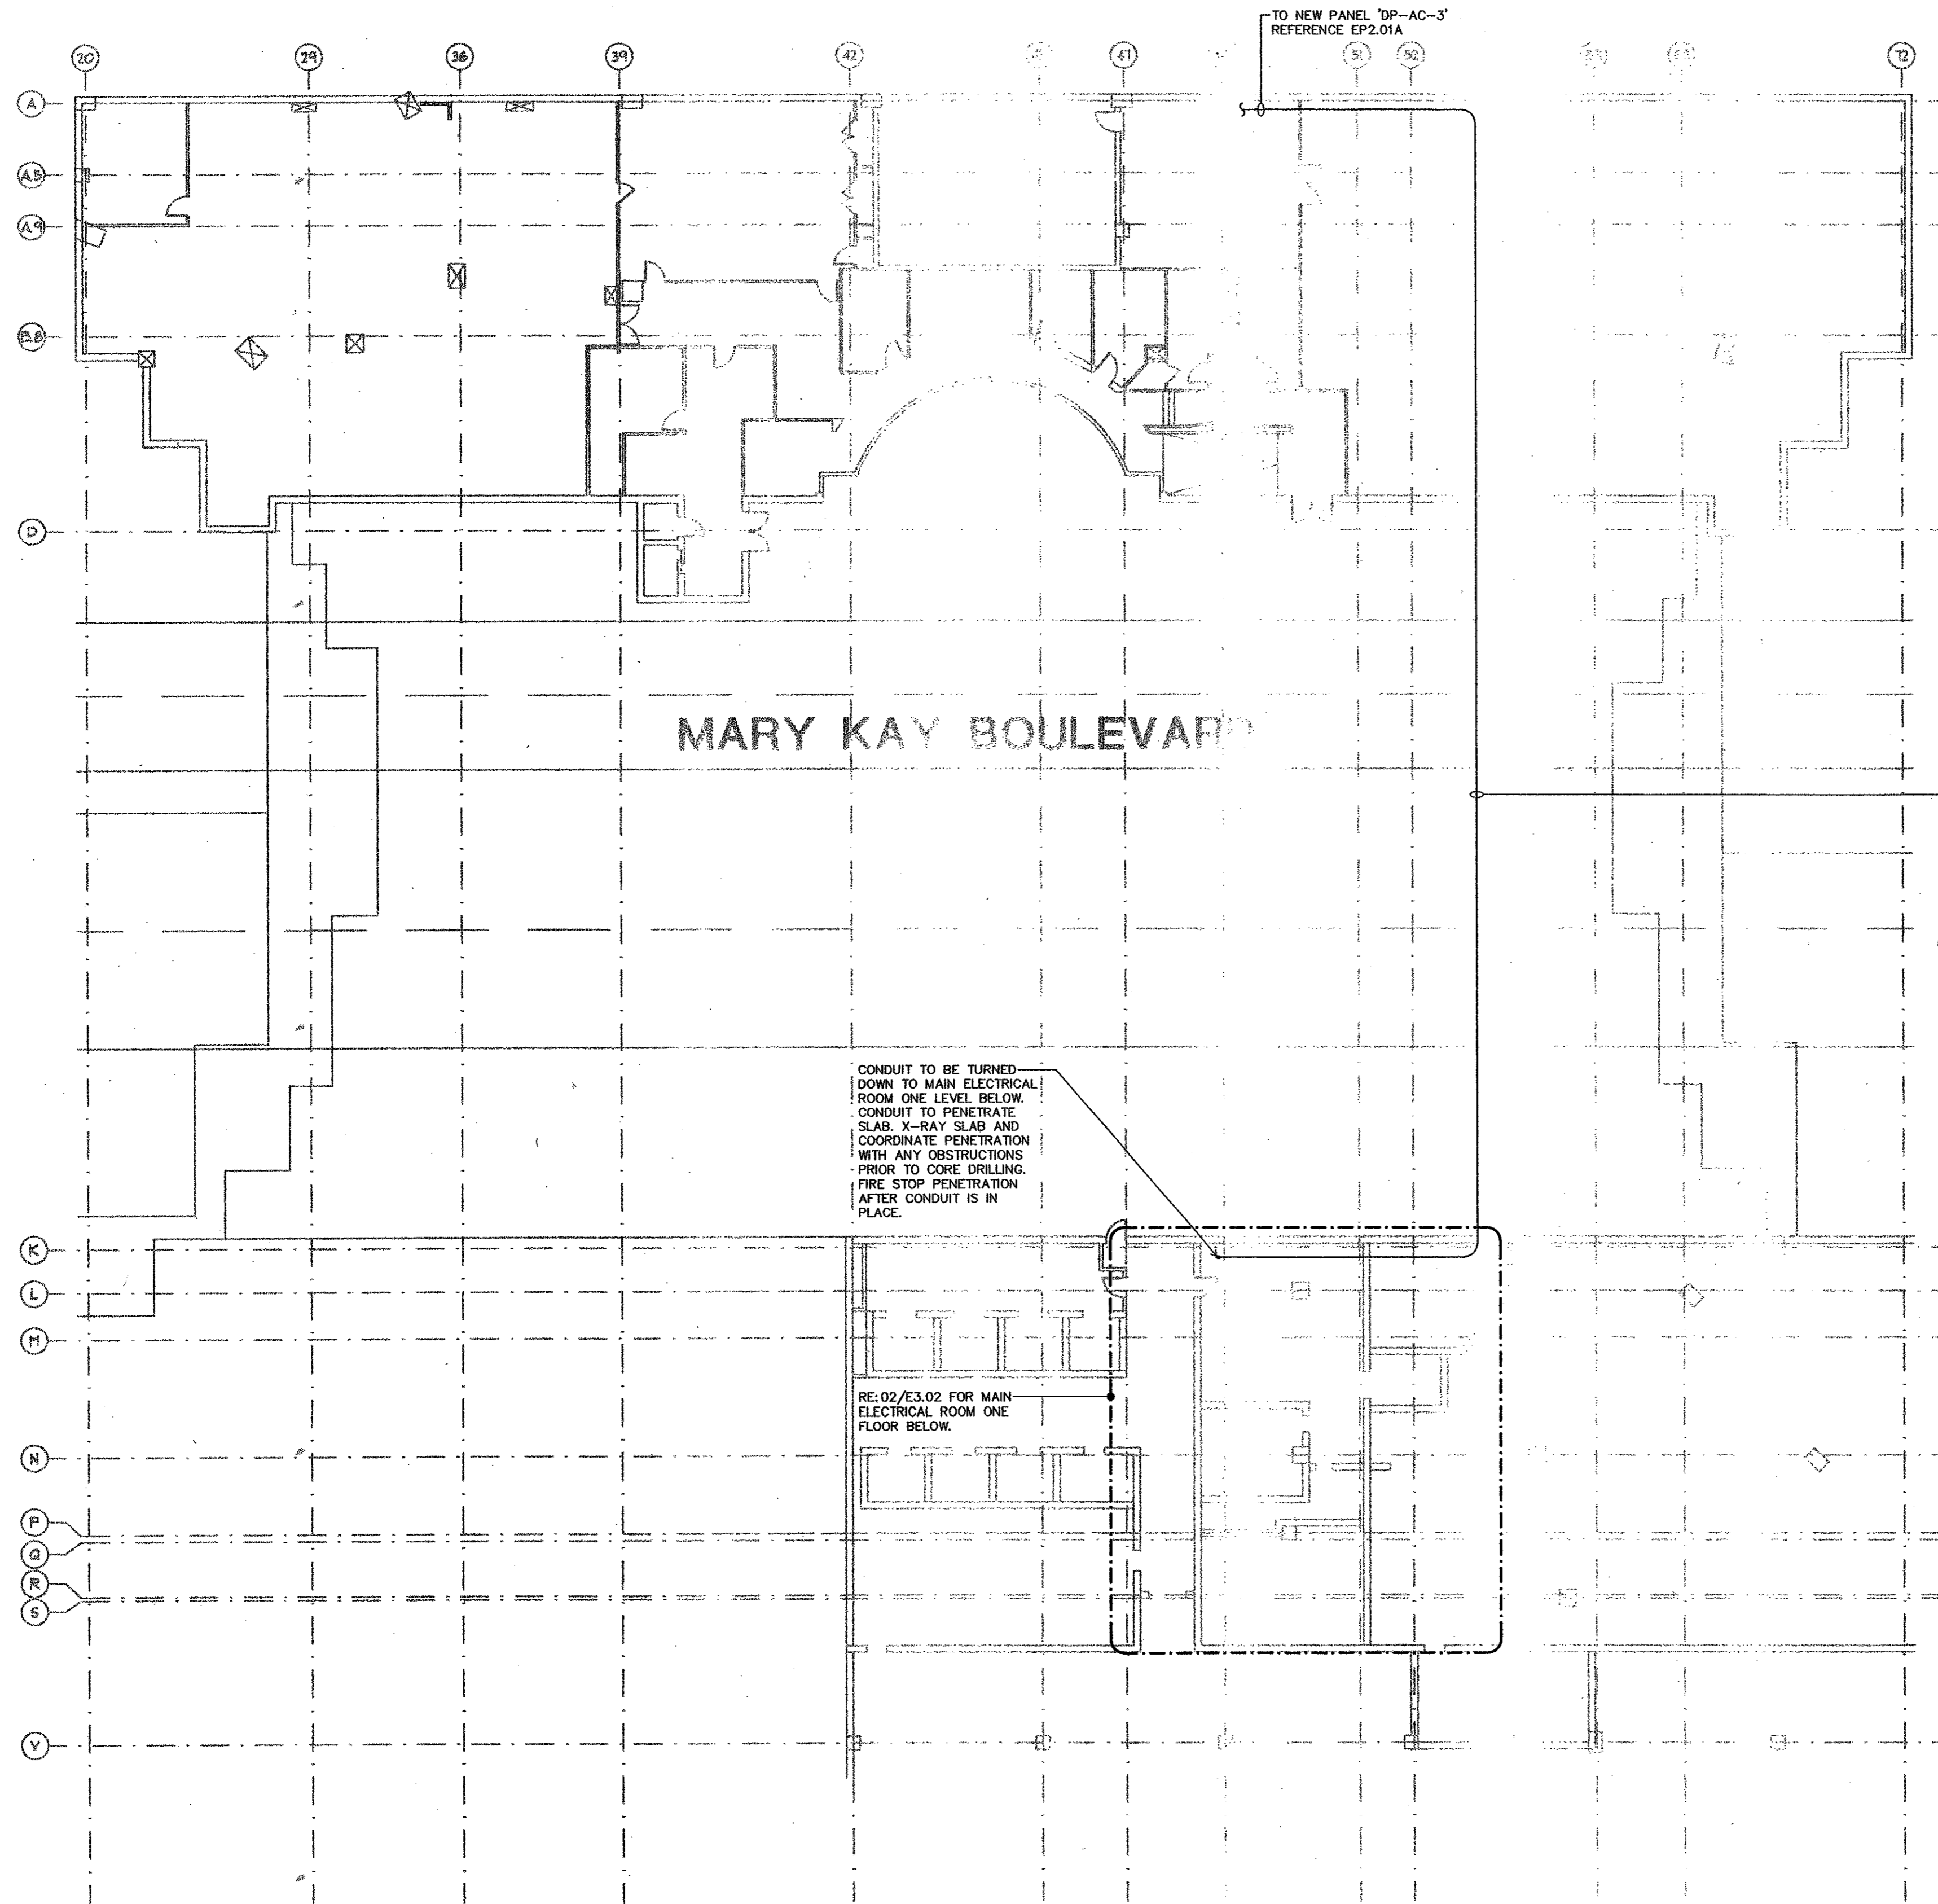 TO NEW PANEL 'DP-AC-3'
REFERENCE EP2.01A
20
29
36
39
42
47
51
52
72
A
A.5
A.9
B.8
D
MARY KAY BOULEVARD
CONDUIT TO BE TURNED
DOWN TO MAIN ELECTRICAL
ROOM ONE LEVEL BELOW.
CONDUIT TO PENETRATE
SLAB. X-RAY SLAB AND
COORDINATE PENETRATION
WITH ANY OBSTRUCTIONS
PRIOR TO CORE DRILLING.
FIRE STOP PENETRATION
AFTER CONDUIT IS IN
PLACE.
K
L
M
RE: 02/E3.02 FOR MAIN
ELECTRICAL ROOM ONE
FLOOR BELOW.
N
P
Q
R
S
V